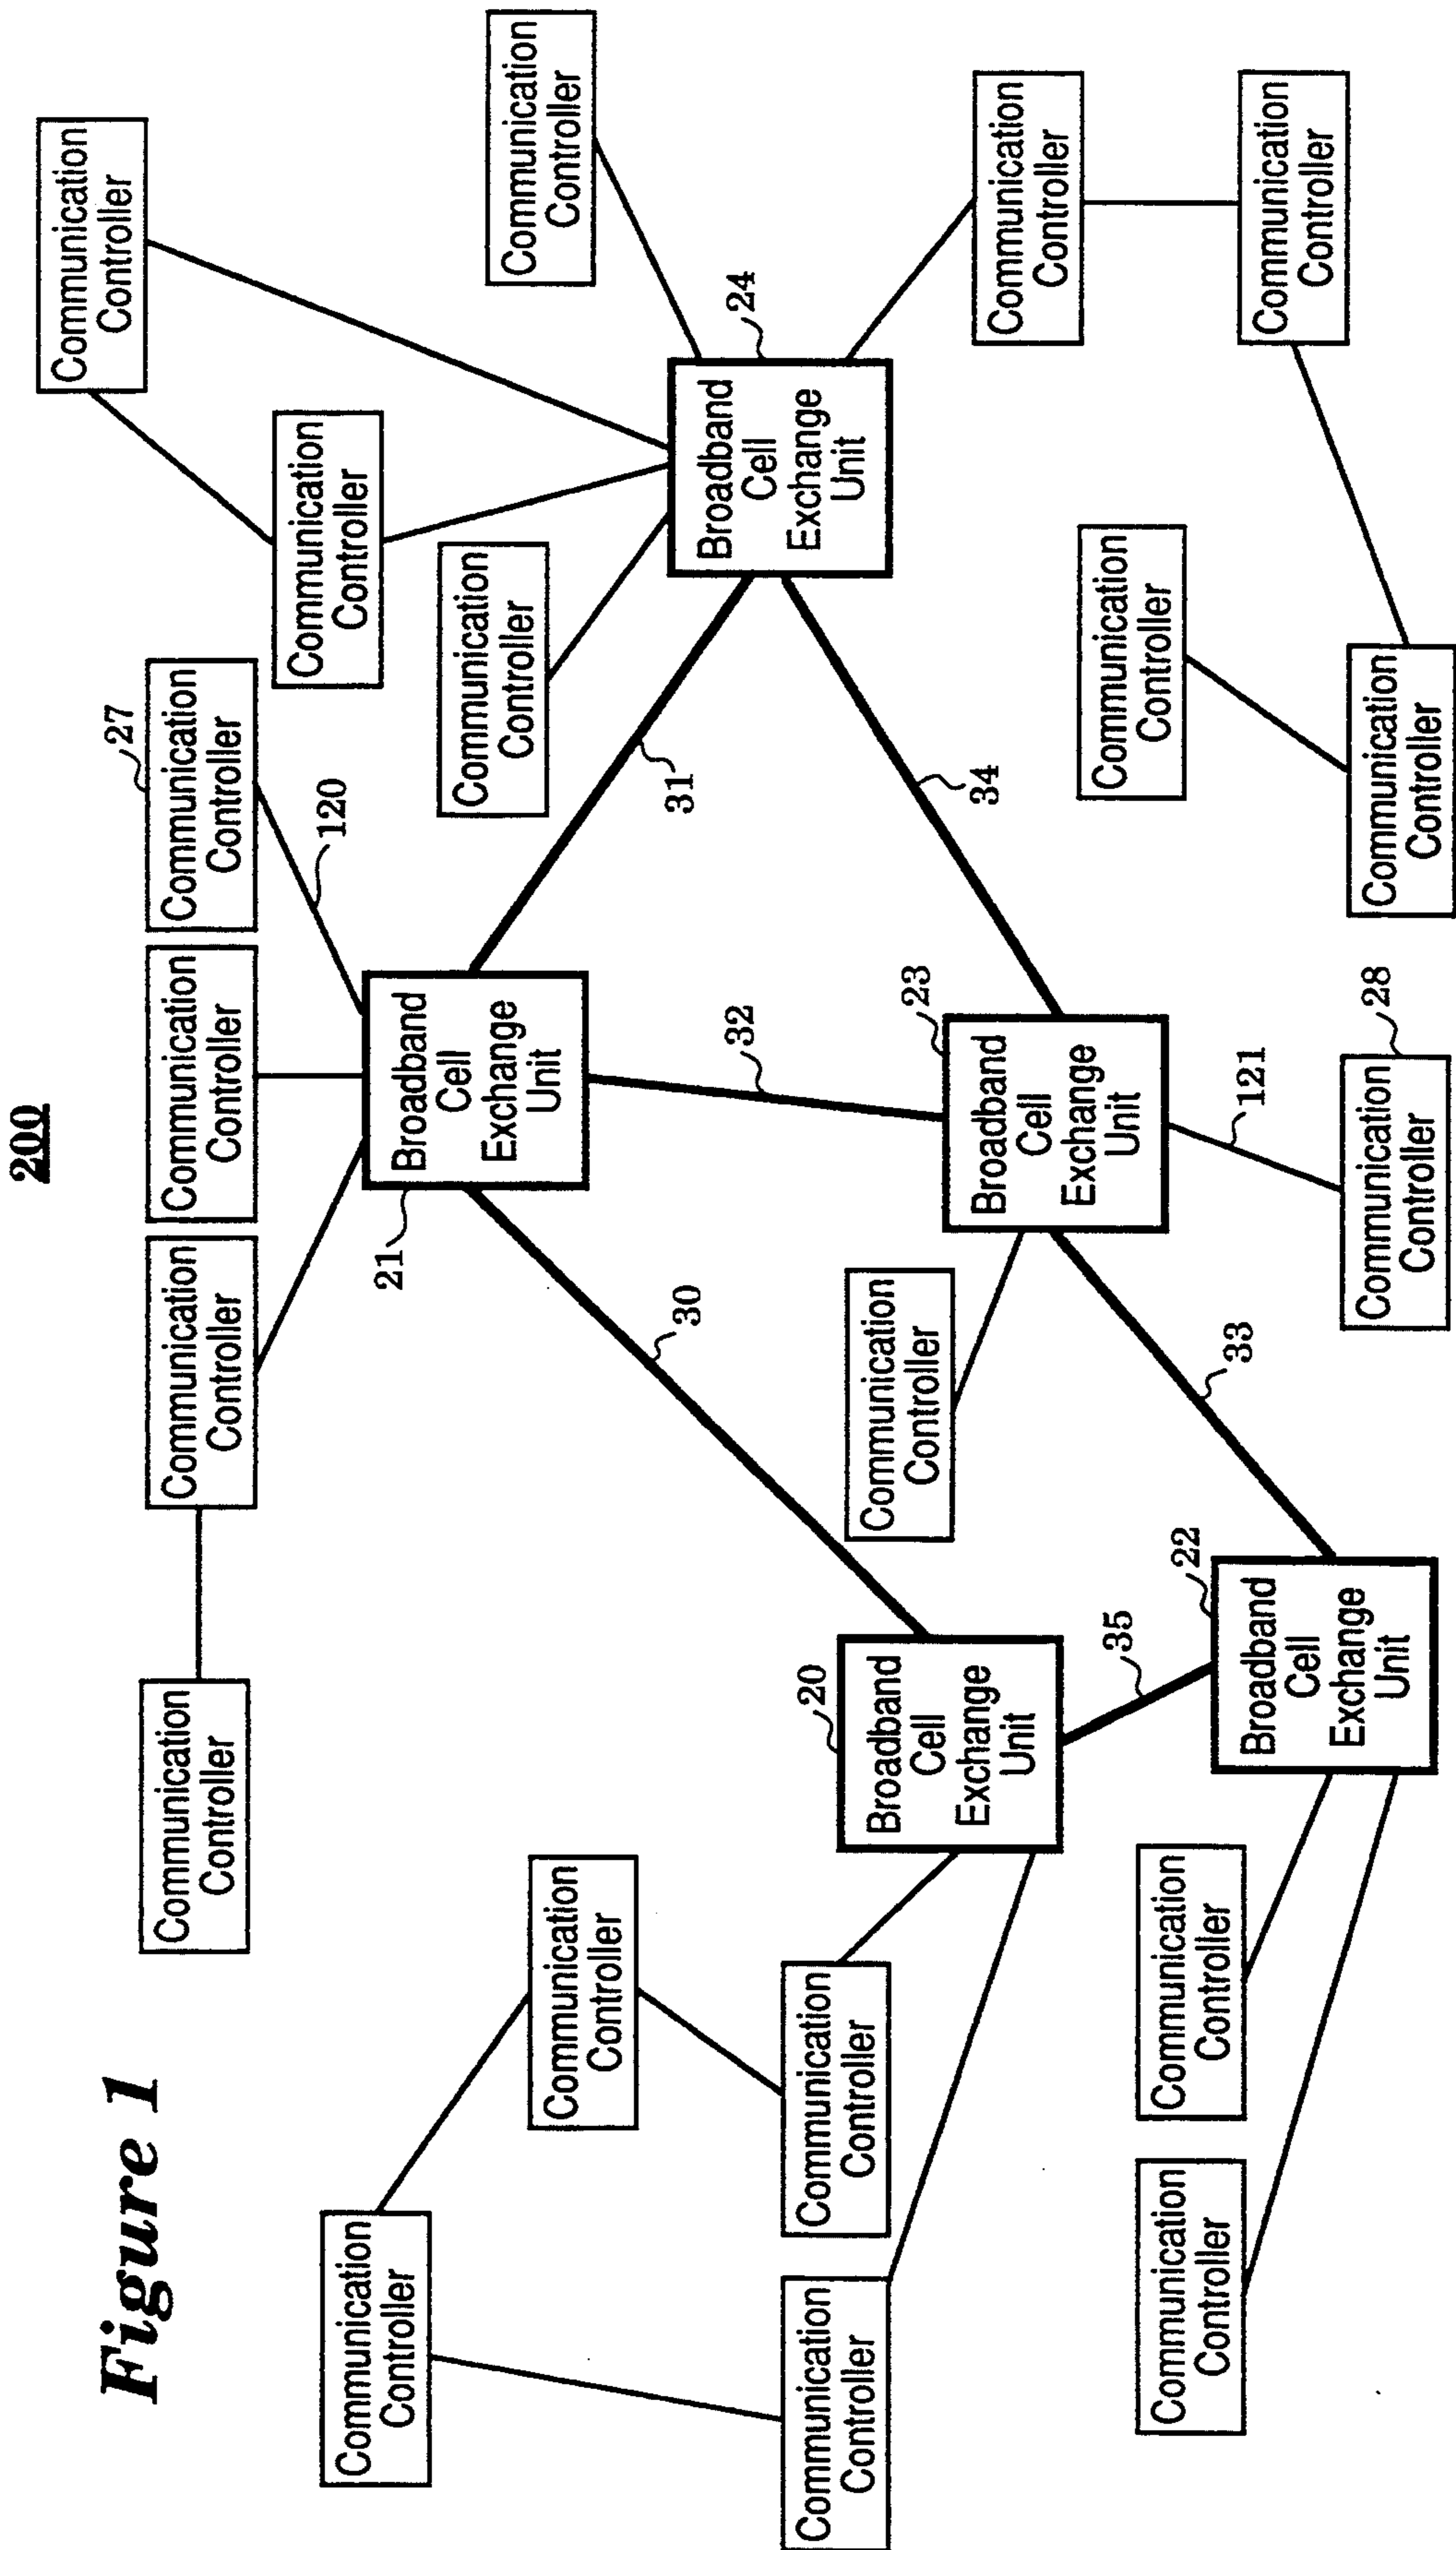 200
Figure 1
Communication
Controller
27
Communication
Controller
Communication
Controller
Communication
Controller
Communication
Controller
120
Communication
Controller
Communication
Controller
21
Broadband
Cell
Exchange
Unit
Communication
Controller
Communication
Controller
Communication
Controller
30
31
24
Broadband
Cell
Exchange
Unit
32
Communication
Controller
Communication
Controller
20
Broadband
Cell
Exchange
Unit
Communication
Controller
23
Broadband
Cell
Exchange
Unit
34
Communication
Controller
35
Communication
Controller
Communication
Controller
22
Broadband
Cell
Exchange
Unit
33
121
Communication
Controller
Communication
Controller
28
Communication
Controller
Communication
Controller